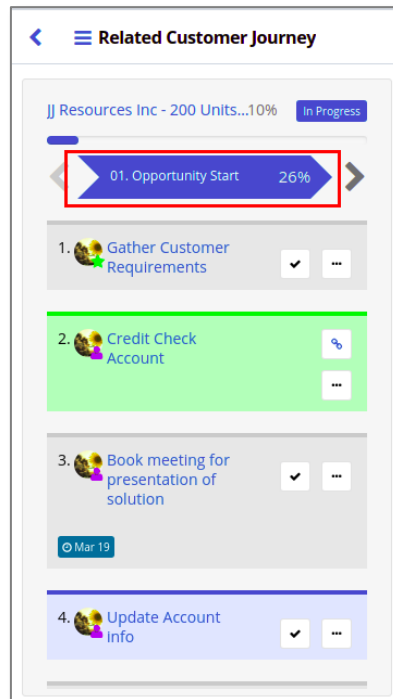 Related Customer Journey
JJ Resources Inc - 200 Units...10% In Progress
01. Opportunity Start 26%
1. Gather Customer
Requirements
2. Credit Check
Account
3. Book meeting for
presentation of
solution
Mar 19
4. Update Account
info